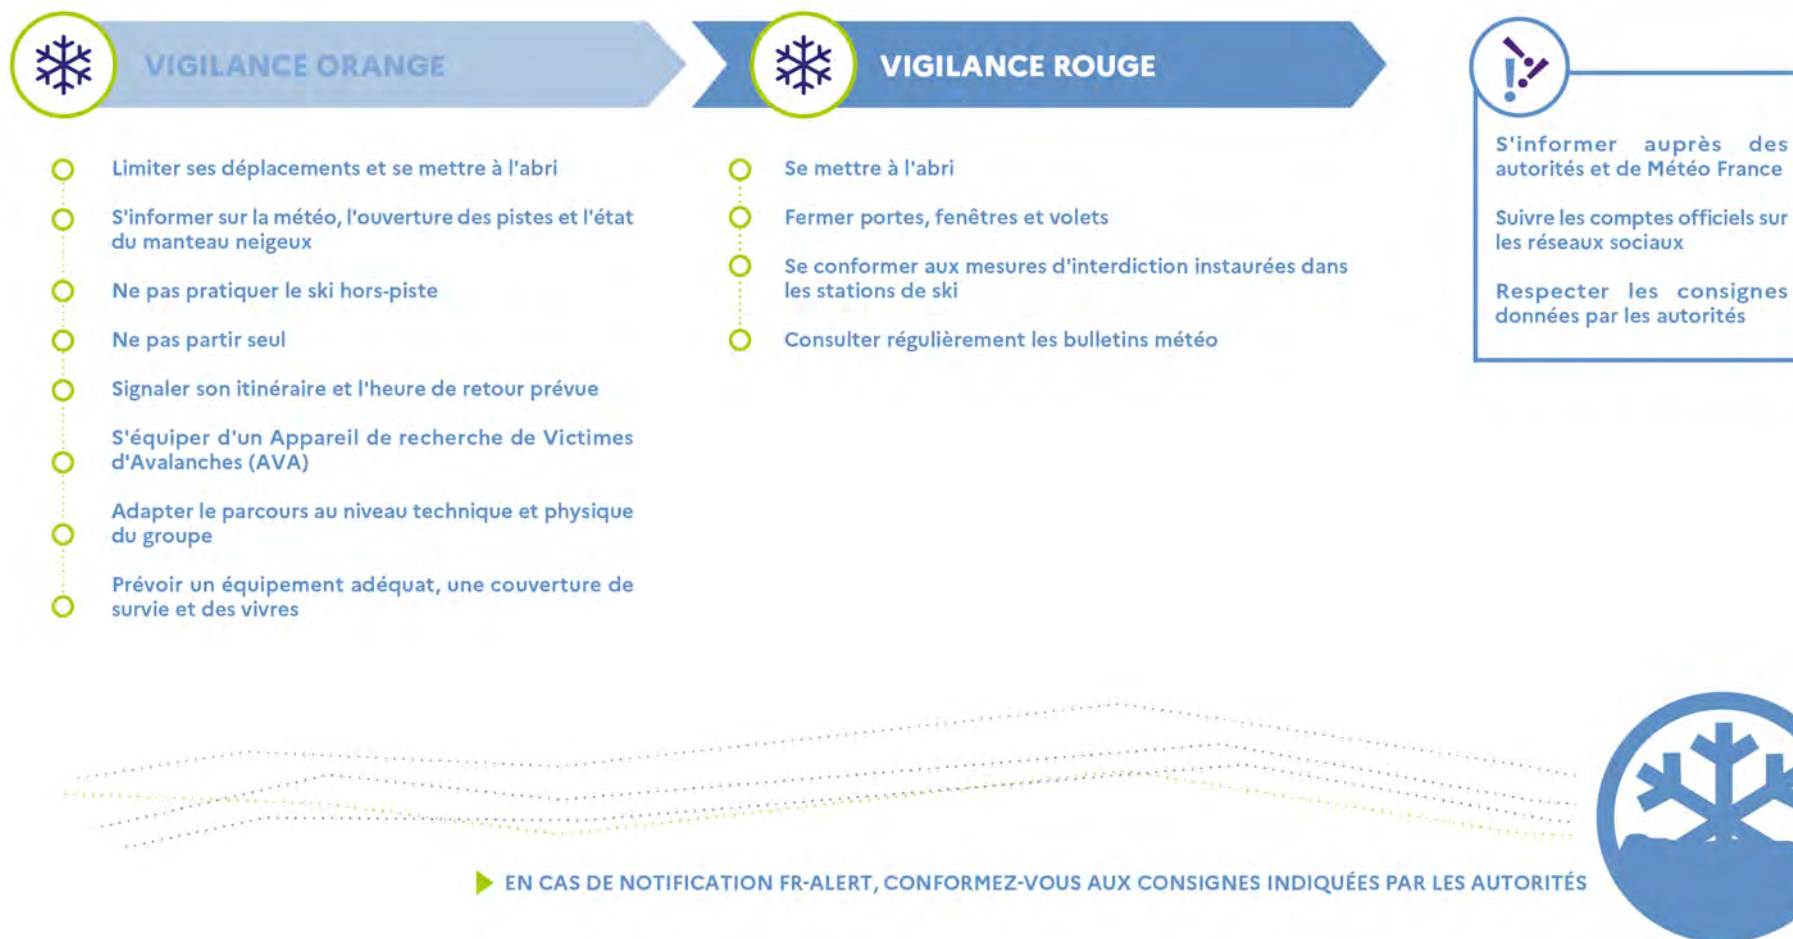 VIGILANCE ORANGE
Limiter ses déplacements et se mettre à l'abri
S'informer sur la météo, l'ouverture des pistes et l'état
du manteau neigeux
Ne pas pratiquer le ski hors-piste
Ne pas partir seul
Signaler son itinéraire et l'heure de retour prévue
S'équiper d'un Appareil de recherche de Victimes
d'Avalanches (AVA)
Adapter le parcours au niveau technique et physique
du groupe
Prévoir un équipement adéquat, une couverture de
survie et des vivres
VIGILANCE ROUGE
Se mettre à l'abri
Fermer portes, fenêtres et volets
Se conformer aux mesures d'interdiction instaurées dans
les stations de ski
Consulter régulièrement les bulletins météo
S'informer auprès des
autorités et de Météo France
Suivre les comptes officiels sur
les réseaux sociaux
Respecter les consignes
données par les autorités
EN CAS DE NOTIFICATION FR-ALERT, CONFORMEZ-VOUS AUX CONSIGNES INDIQUÉES PAR LES AUTORITÉS